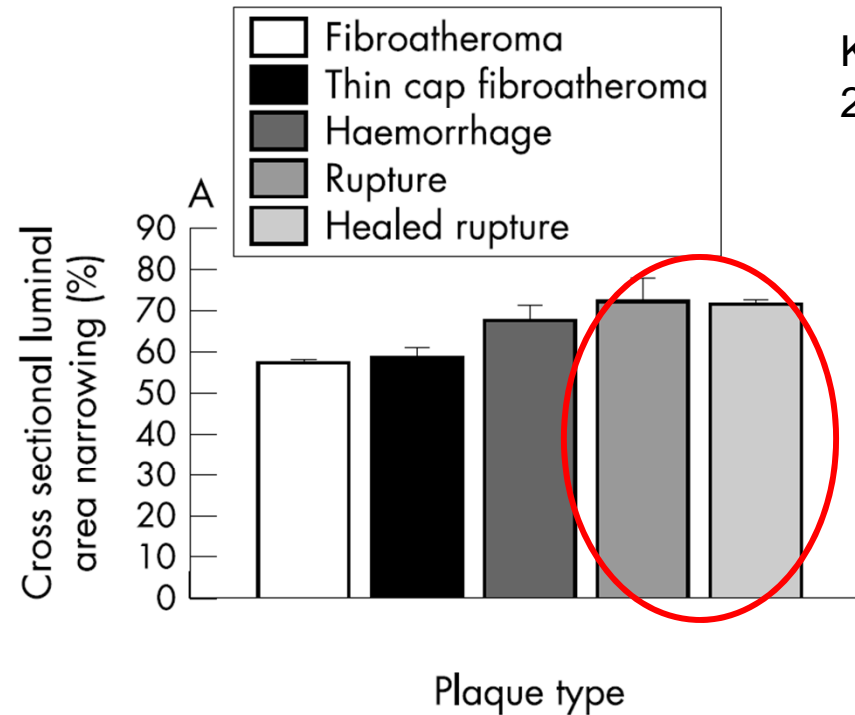 Fibroatheroma
Thin cap fibroatheroma
Haemorrhage
Rupture
Healed rupture
K
2
A
Cross sectional luminal
area narrowing (%)
90
80
70
60
50
40
30
20
10
0
Plaque type